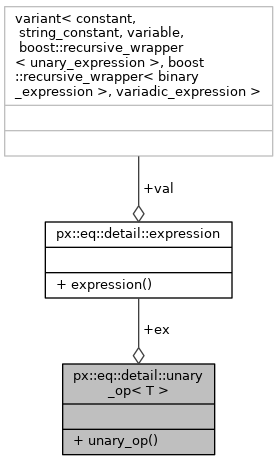 variant< constant,
string_constant, variable,
boost::recursive_wrapper
< unary_expression >, boost
::recursive_wrapper< binary
_expression >, variadic_expression >
+val
px::eq::detail::expression
+ expression()
+ex
px::eq::detail::unary
_op< T >
+ unary_op()